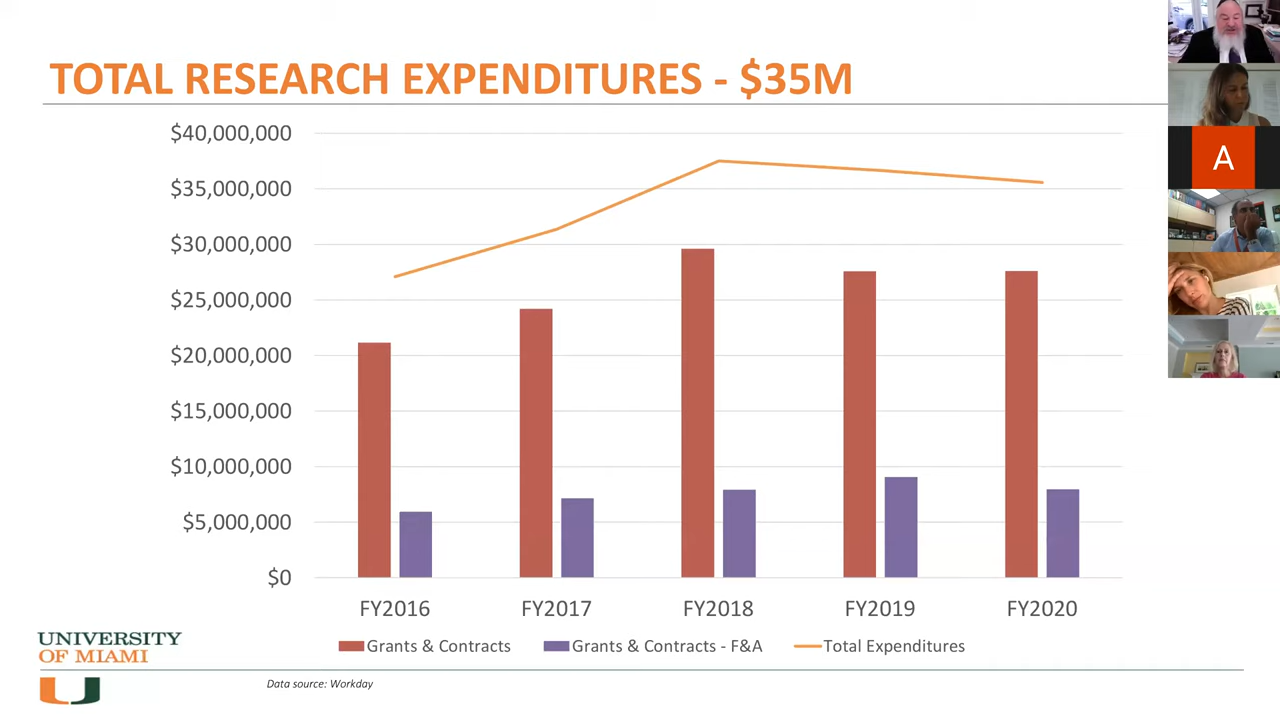 TOTAL RESEARCH EXPENDITURES - $35M
$40,000,000
$35,000,000
$30,000,000
$25,000,000
$20,000,000
$15,000,000
$10,000,000
$5,000,000
$0
FY2016 FY2017 FY2018 FY2019 FY2020
Grants & Contracts Grants & Contracts - F&A Total Expenditures
UNIVERSITY
OF MIAMI
U
Data source: Workday
A